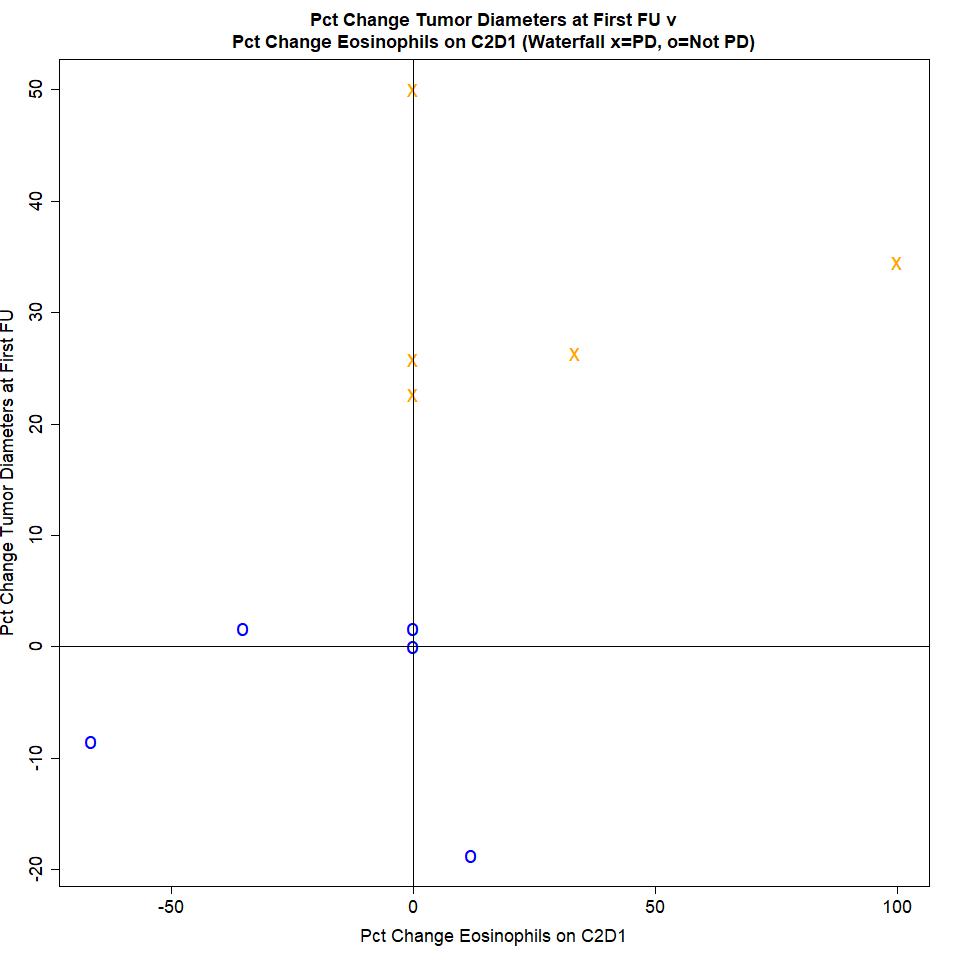 Pct Change Tumor Diameters at First FU v
Pct Change Eosinophils on C2D1 (Waterfall x=PD, o=Not PD)
Pct Change Tumor Diameters at First FU
50
40
30
20
10
0
-10
-20
X
X
X
X
X
O
O
O
O
O
-50
0
50
100
Pct Change Eosinophils on C2D1